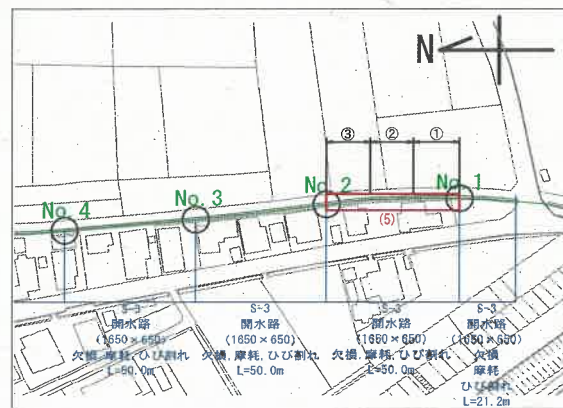 N
③ ② ①
No. 4
No. 3
No. 2
No. 1
(5)
S-3
開水路
(1650×650)
欠損,摩耗,ひび割れ
L=50.0m
S-3
開水路
(1650×650)
欠損,摩耗,ひび割れ
L=50.0m
S-3
開水路
(1650×650)
欠損,摩耗,ひび割れ
L=50.0m
S-3
開水路
(1650×650)
欠損
摩耗
ひび割れ
L=21.2m